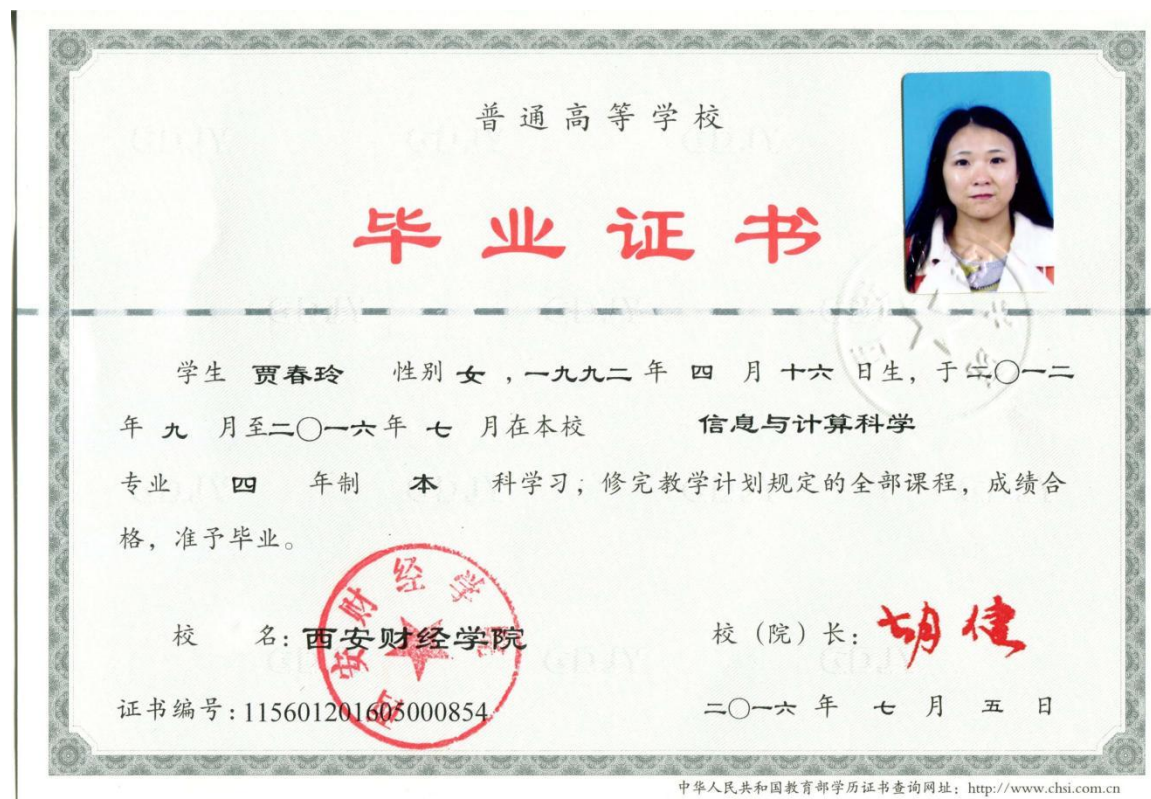 普通高等学校
毕业证书
学生 贾春玲 性别 女 ,一九九二 年 四 月 十六 日生, 于二〇一二
年 九 月至二〇一六年 七 月在本校 信息与计算科学
专业 四 年制 本 科学习, 修完教学计划规定的全部课程, 成绩合
格, 准予毕业。
西安财经学院
校 名: 西安财经学院
校 (院) 长: 胡健
证书编号: 115601201605000854
二〇一六 年 七 月 五 日
中华人民共和国教育部学历证书查询网址: http://www.chsi.com.cn